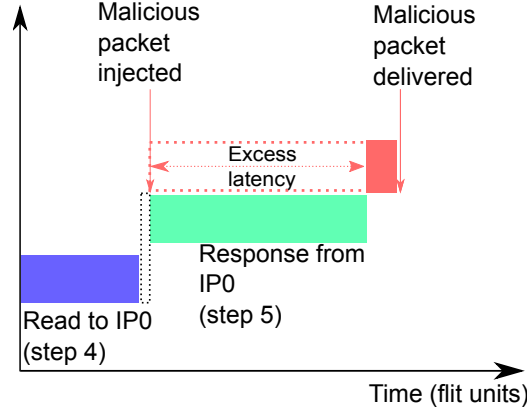 Malicious
packet
injected
Malicious
packet
delivered
Excess
latency
Response from
IP0
(step 5)
Read to IP0
(step 4)
Time (flit units)